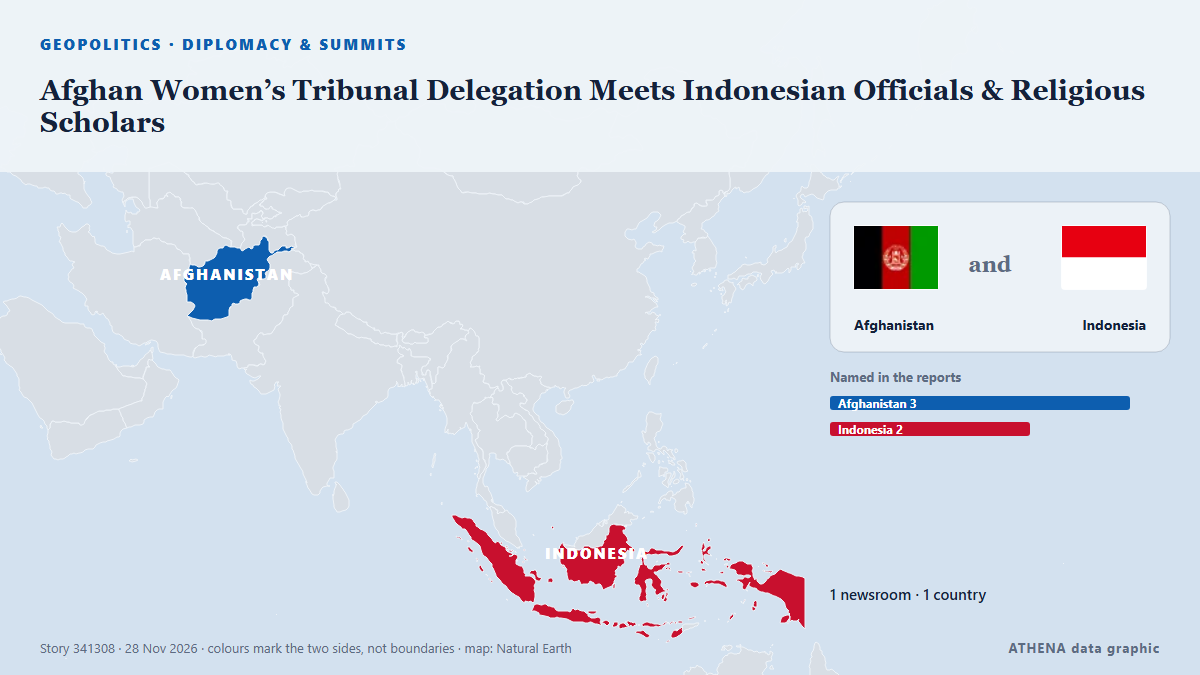 GEOPOLITICS · DIPLOMACY & SUMMITS
Afghan Women’s Tribunal Delegation Meets Indonesian Officials & Religious
Scholars
AFGHANISTAN
INDONESIA
and
Afghanistan
Indonesia
Named in the reports
Afghanistan 3
Indonesia 2
1 newsroom · 1 country
Story 341308 · 28 Nov 2026 · colours mark the two sides, not boundaries · map: Natural Earth
ATHENA data graphic